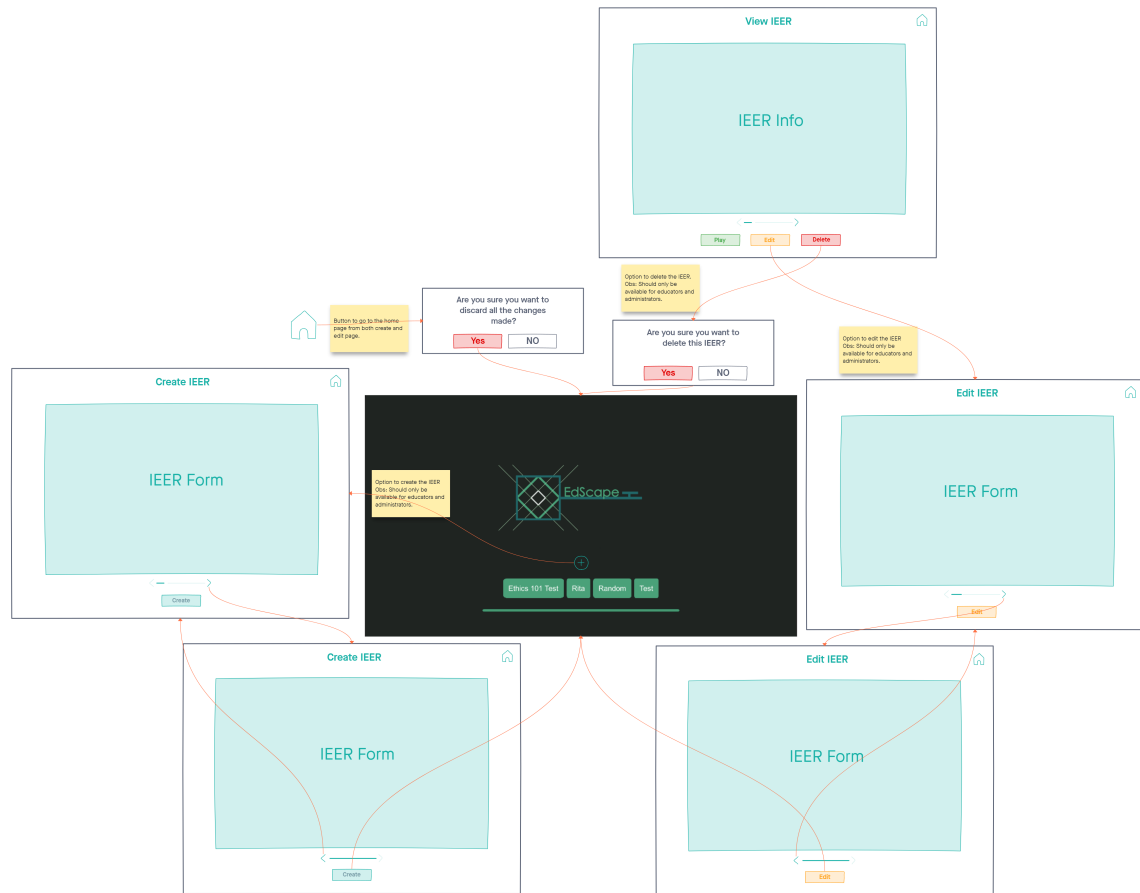 View IEER
IEER Info
Play
Edit
Delete
Option to delete the IEER.
Obs: Should only be
available for educators and
administrators.
Are you sure you want to
discard all the changes
made?
Yes
NO
Button to go to the home
page from both create and
edit page.
Are you sure you want to
delete this IEER?
Yes
NO
Option to edit the IEER
Obs: Should only be
available for educators and
administrators.
Create IEER
IEER Form
Create
Option to create the IEER
Obs: Should only be
available for educators and
administrators.
EdScape
Ethics 101 Test
Rita
Random
Test
Edit IEER
IEER Form
Edit
Create IEER
IEER Form
Create
Edit IEER
IEER Form
Edit